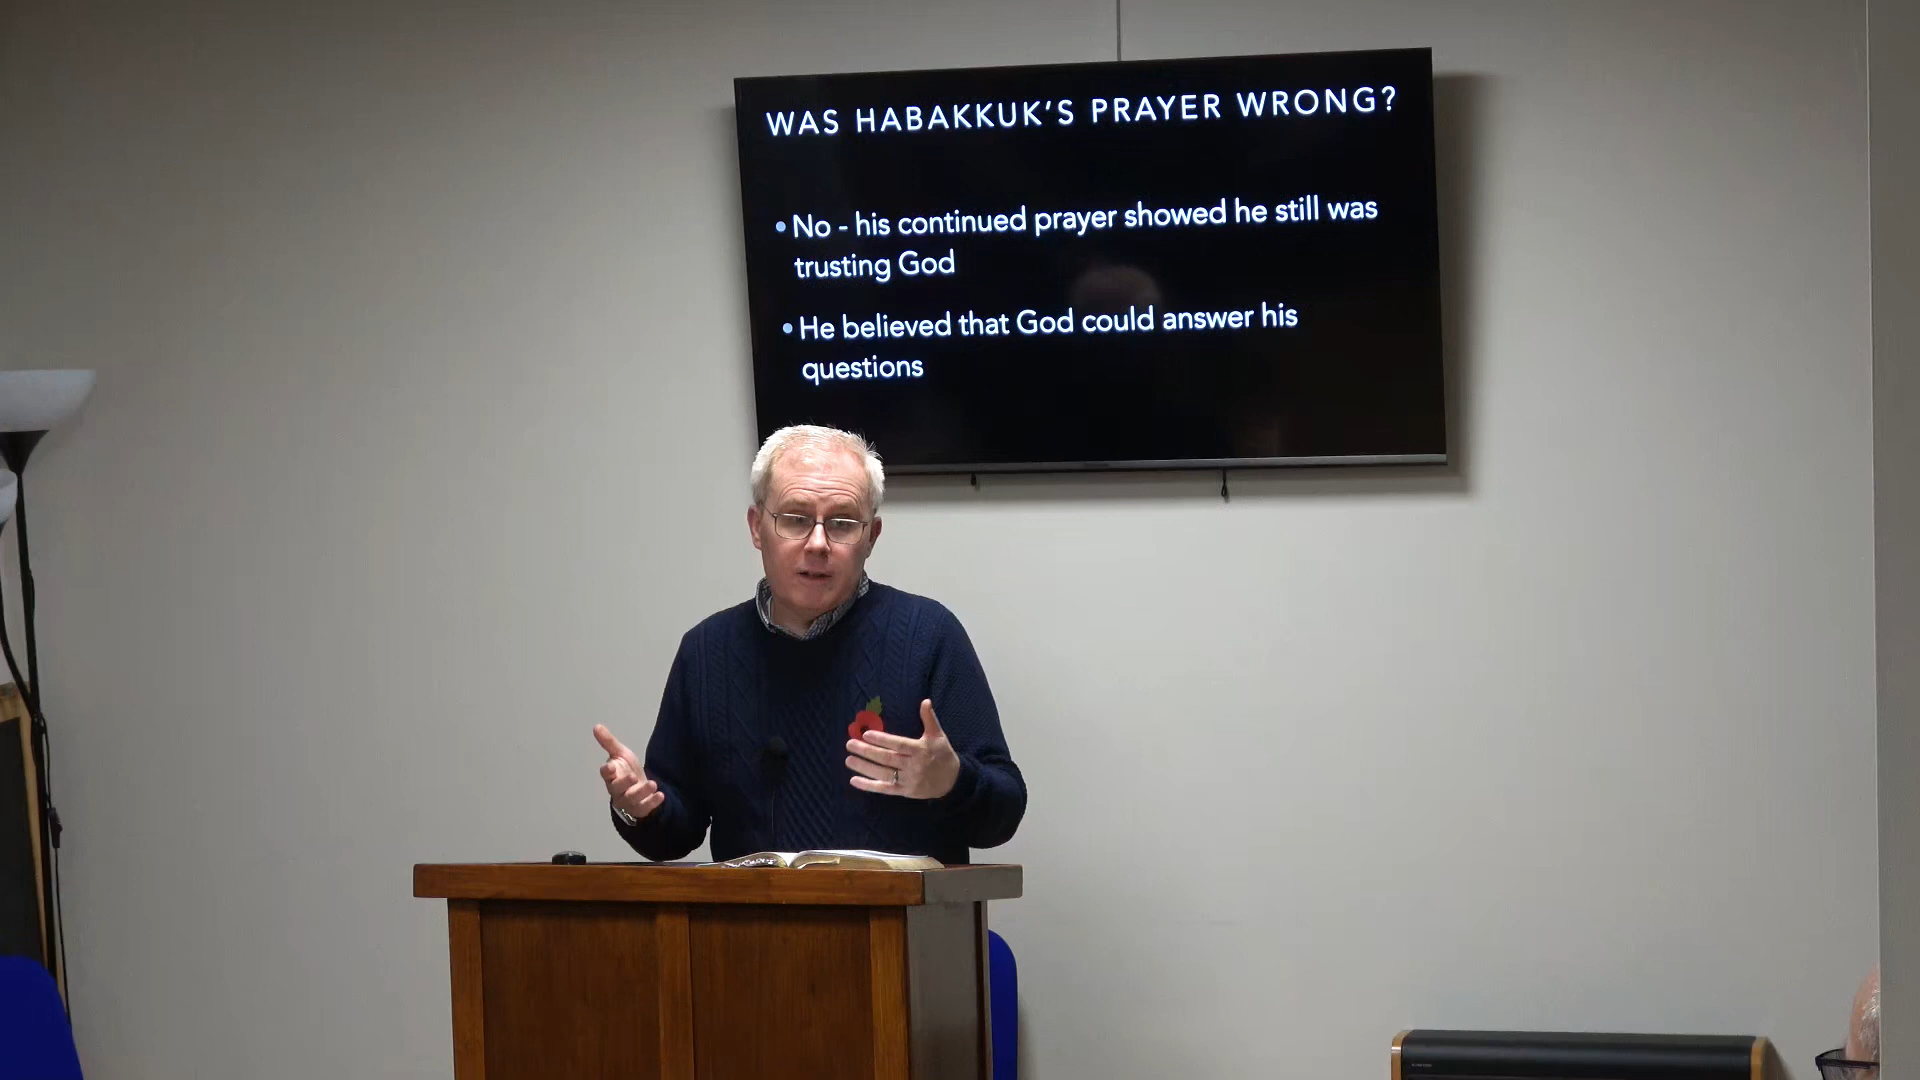 WAS HABAKKUK’S PRAYER WRONG?
• No - his continued prayer showed he still was
trusting God
• He believed that God could answer his
questions